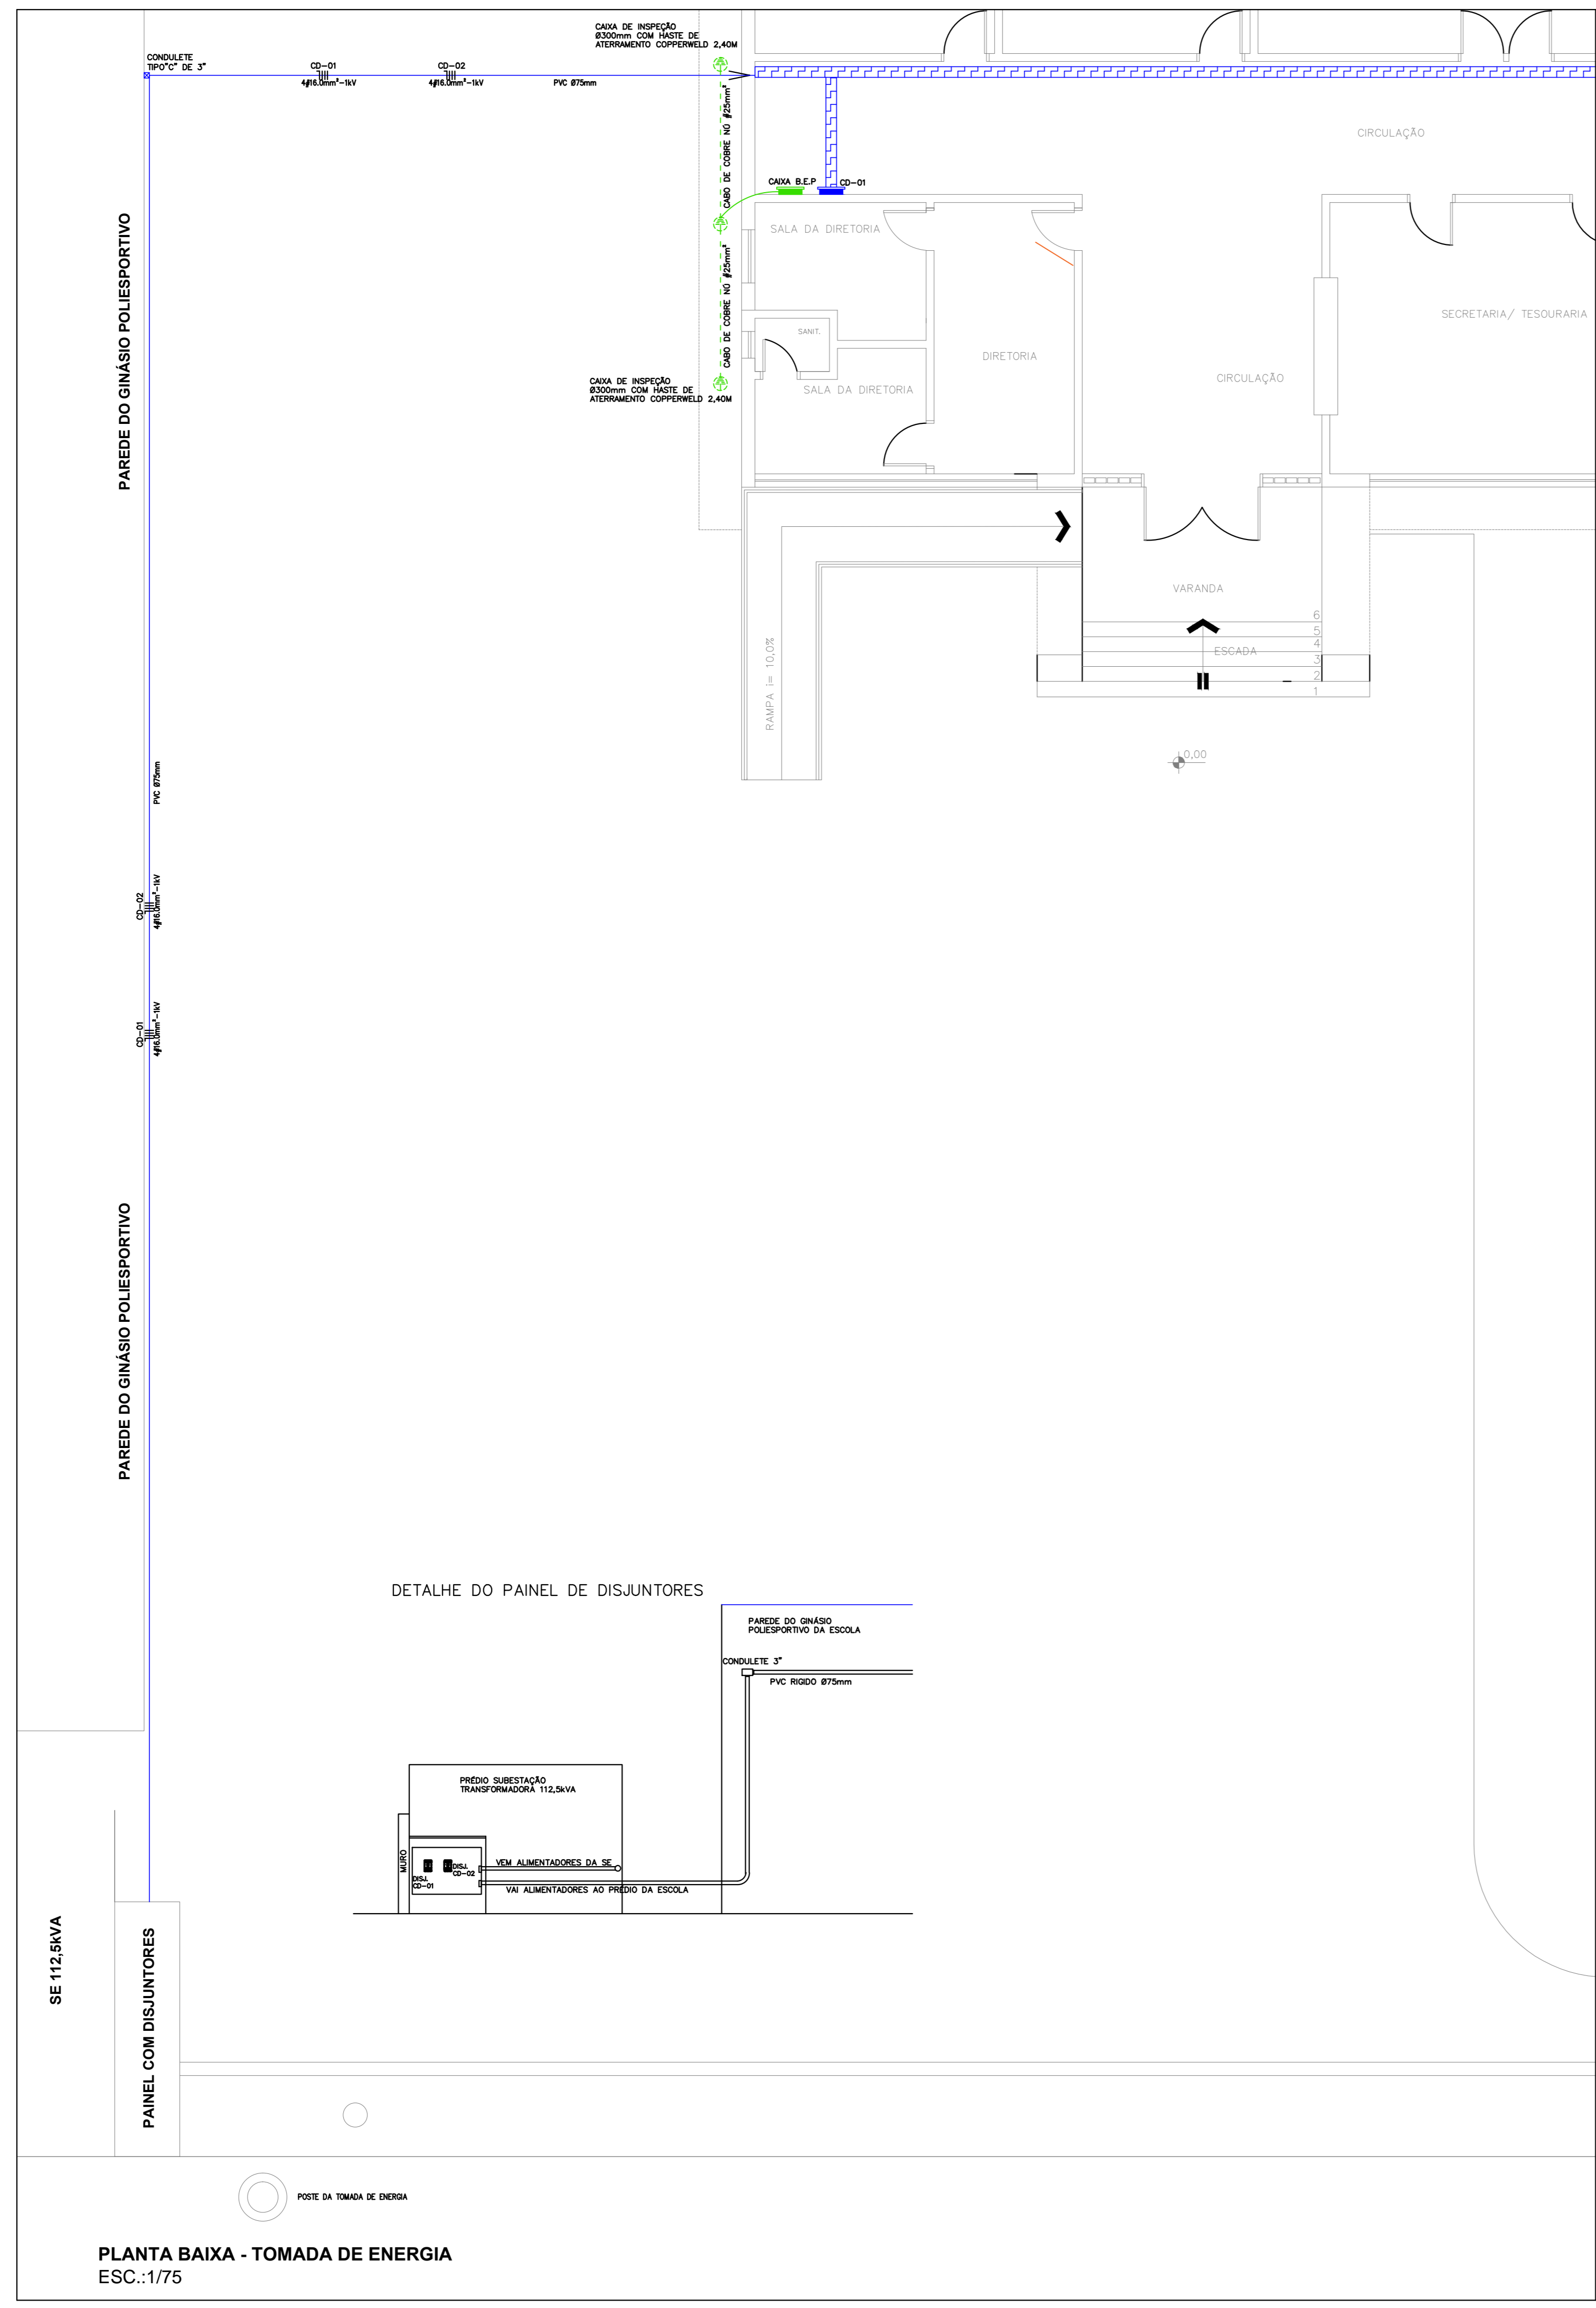 CAIXA DE INSPEÇÃO
Ø300mm COM HASTE DE
ATERRAMENTO COPPERWELD 2,40M
CONDULETE
TIPO"C" DE 3"
CD-01
4#16.0mm²-1kV
CD-02
4#16.0mm²-1kV
PVC Ø75mm
CABO DE COBRE NÚ #25mm²
CIRCULAÇÃO
CAIXA B.E.P
CD-01
SALA DA DIRETORIA
CABO DE COBRE NÚ #25mm²
PAREDE DO GINÁSIO POLIESPORTIVO
SECRETARIA/ TESOURARIA
SANIT.
DIRETORIA
CIRCULAÇÃO
CAIXA DE INSPEÇÃO
Ø300mm COM HASTE DE
ATERRAMENTO COPPERWELD 2,40M
SALA DA DIRETORIA
VARANDA
6
5
4
3
2
1
ESCADA
RAMPA i= 10,0%
0,00
PVC Ø75mm
CD-02
4#16.0mm²-1kV
CD-01
4#16.0mm²-1kV
PAREDE DO GINÁSIO POLIESPORTIVO
DETALHE DO PAINEL DE DISJUNTORES
PAREDE DO GINÁSIO
POLIESPORTIVO DA ESCOLA
CONDULETE 3"
PVC RIGIDO Ø75mm
PRÉDIO SUBESTAÇÃO
TRANSFORMADORA 112,5kVA
MURO
DISJ.
CD-02
DISJ.
CD-01
VEM ALIMENTADORES DA SE
VAI ALIMENTADORES AO PRÉDIO DA ESCOLA
SE 112,5kVA
PAINEL COM DISJUNTORES
POSTE DA TOMADA DE ENERGIA
PLANTA BAIXA - TOMADA DE ENERGIA
ESC.:1/75